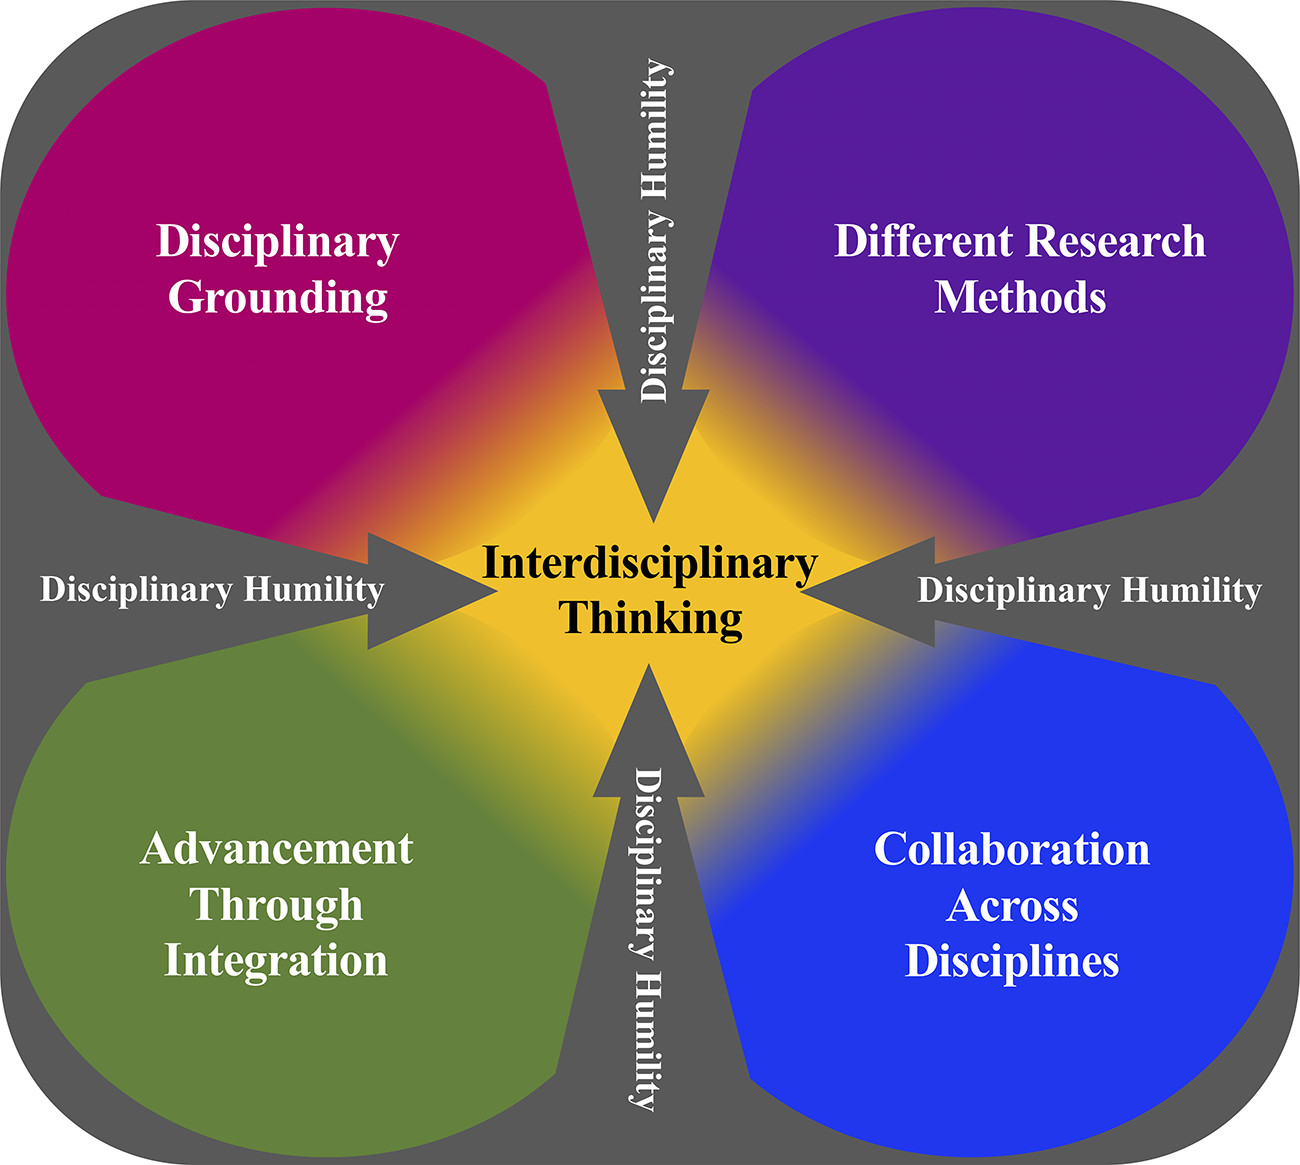 Disciplinary
Grounding
Disciplinary Humility
Different Research
Methods
Disciplinary Humility
Interdisciplinary
Thinking
Disciplinary Humility
Advancement
Through
Integration
Disciplinary Humility
Collaboration
Across
Disciplines